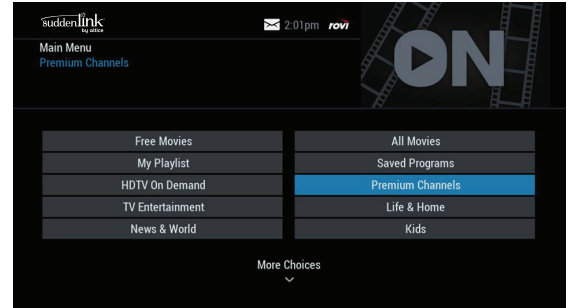 suddenlink
by altice
2:01pm rovi
ON
Main Menu
Premium Channels
Free Movies
All Movies
My Playlist
Saved Programs
HDTV On Demand
Premium Channels
TV Entertainment
Life & Home
News & World
Kids
More Choices